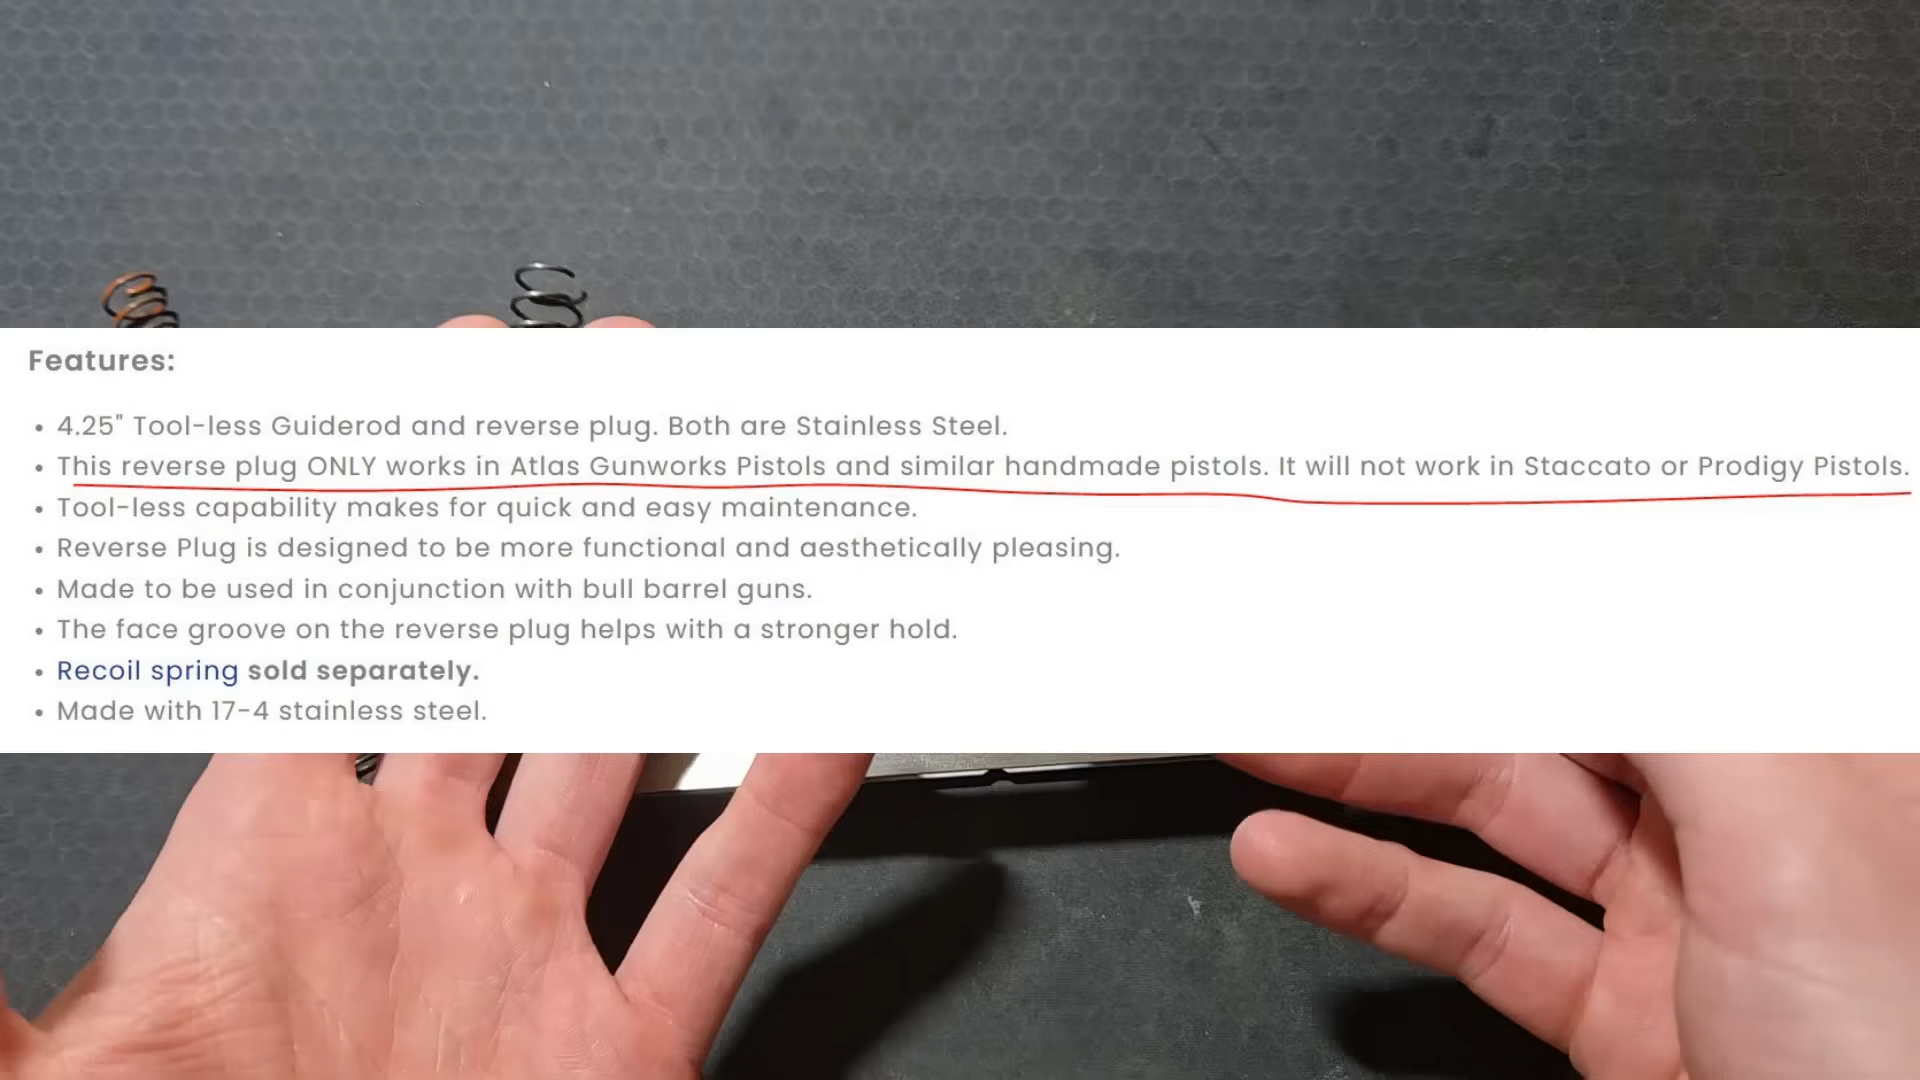 Features:
4.25" Tool-less Guiderod and reverse plug. Both are Stainless Steel.
This reverse plug ONLY works in Atlas Gunworks Pistols and similar handmade pistols. It will not work in Staccato or Prodigy Pistols.
Tool-less capability makes for quick and easy maintenance.
Reverse Plug is designed to be more functional and aesthetically pleasing.
Made to be used in conjunction with bull barrel guns.
The face groove on the reverse plug helps with a stronger hold.
Recoil spring sold separately.
Made with 17-4 stainless steel.